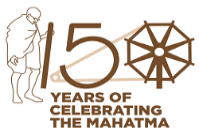 150
YEARS OF
CELEBRATING
THE MAHATMA